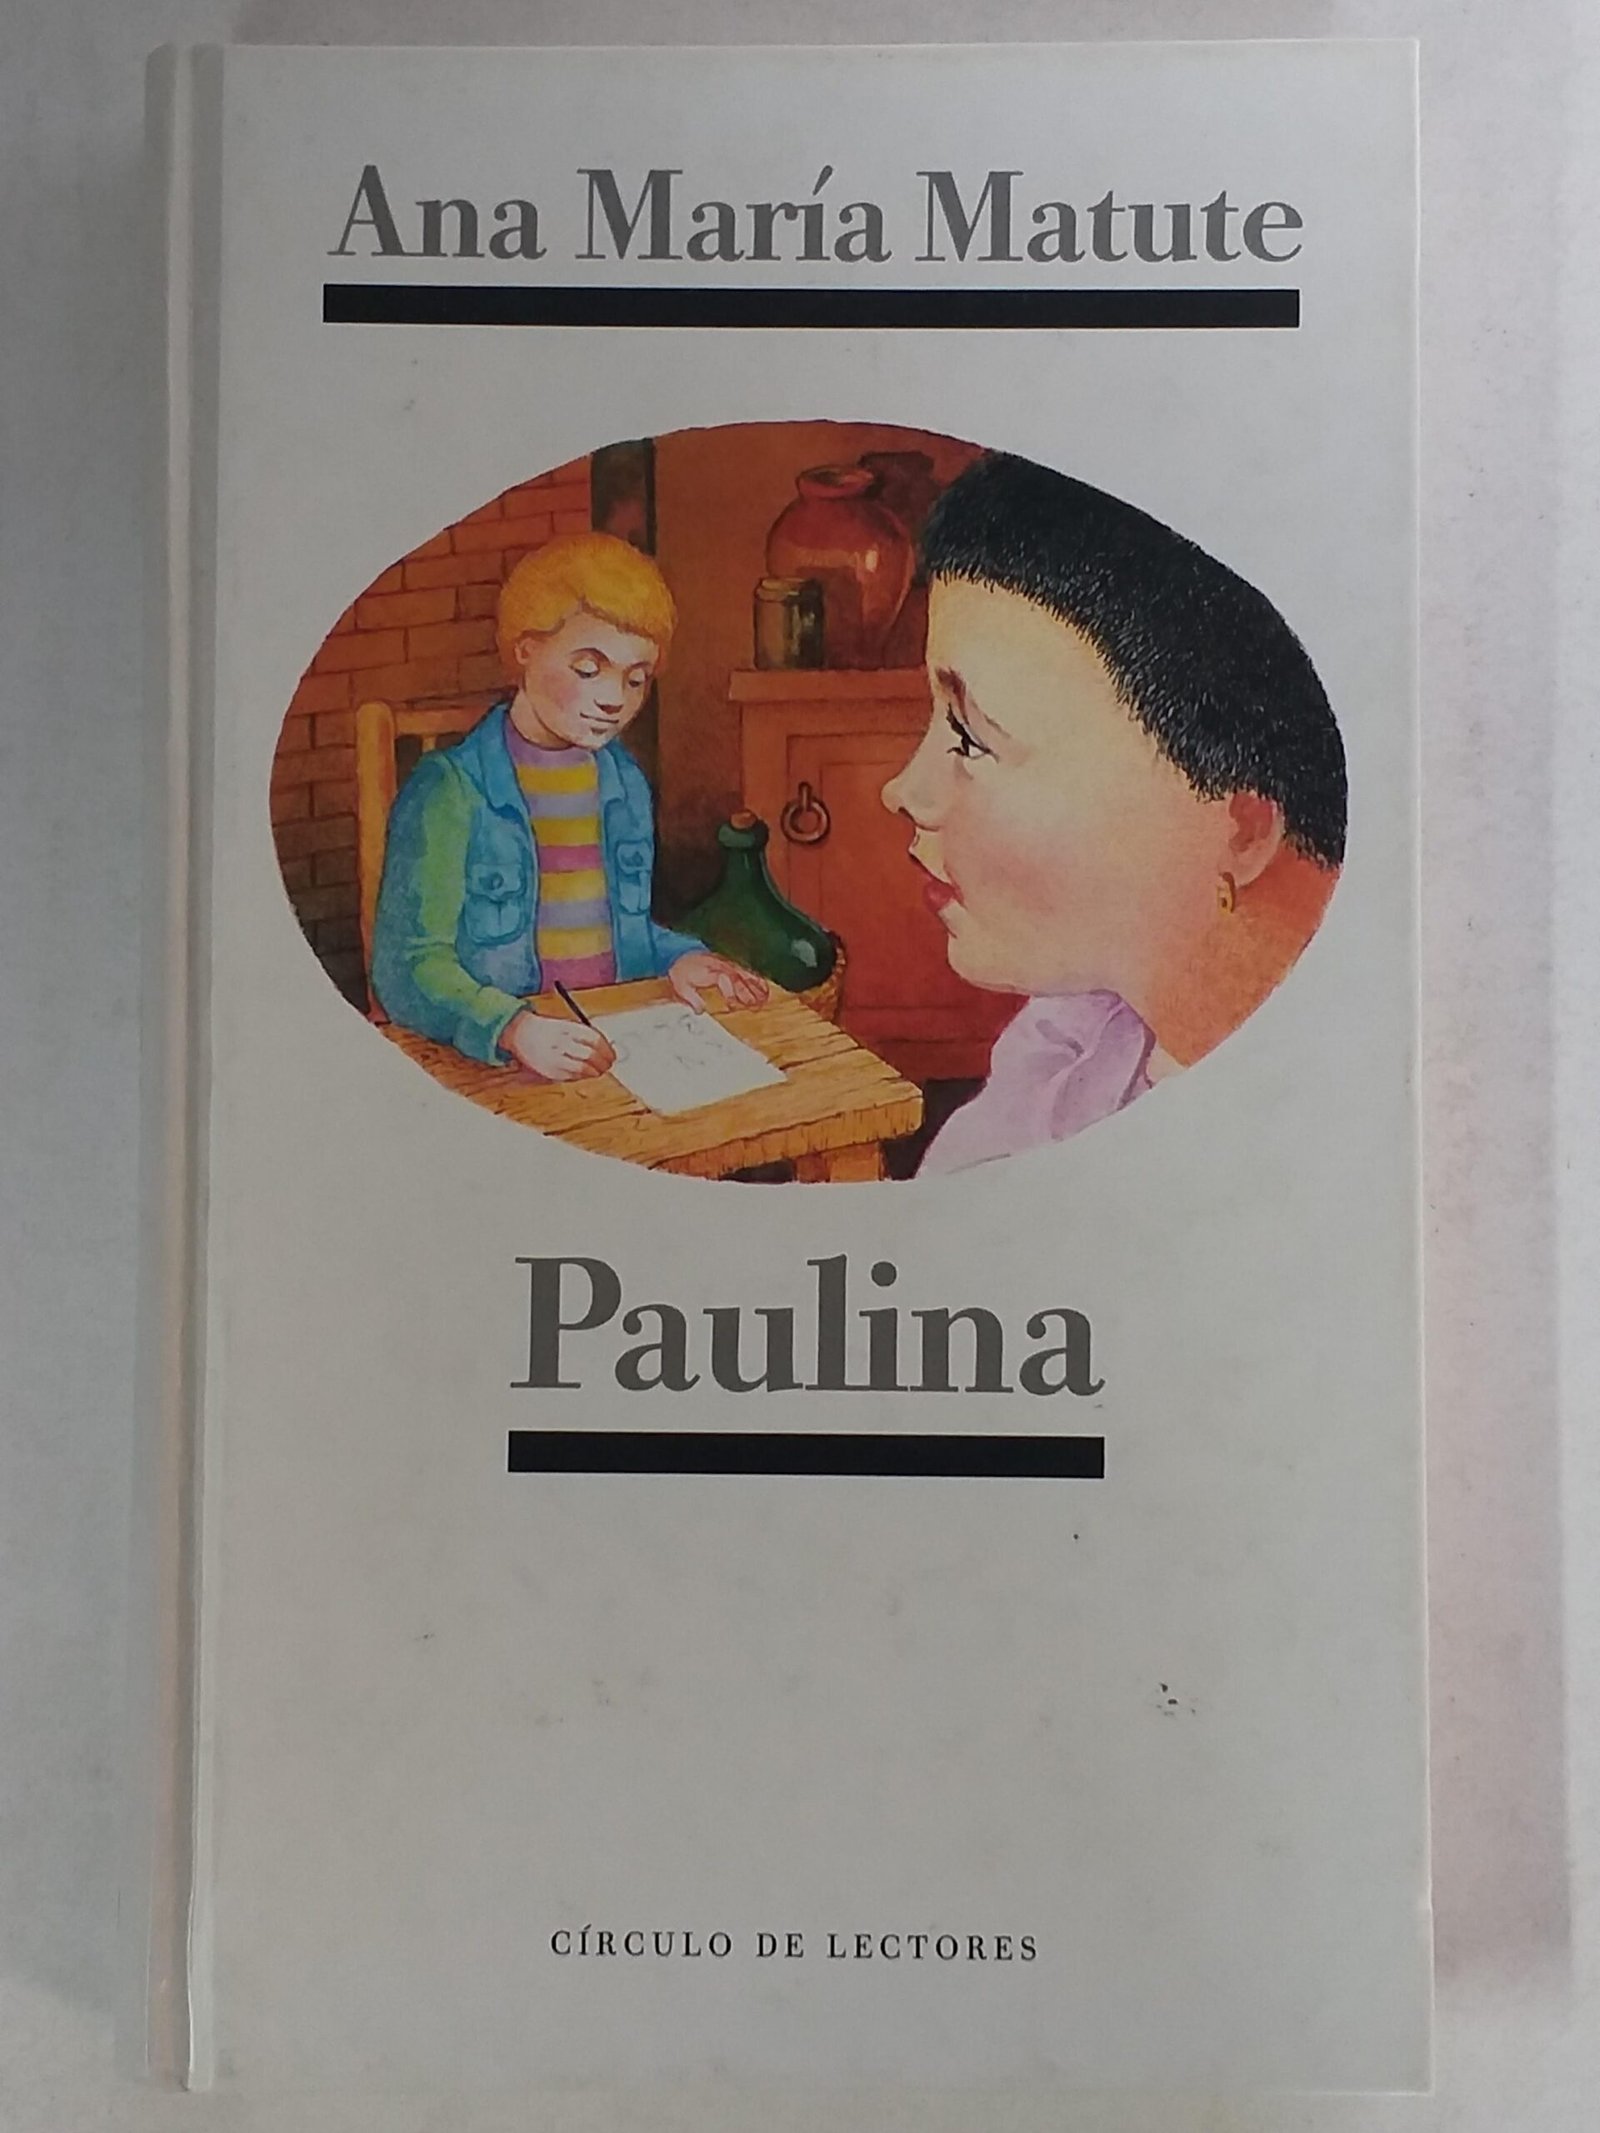 Ana María Matute
Paulina
CÍRCULO DE LECTORES